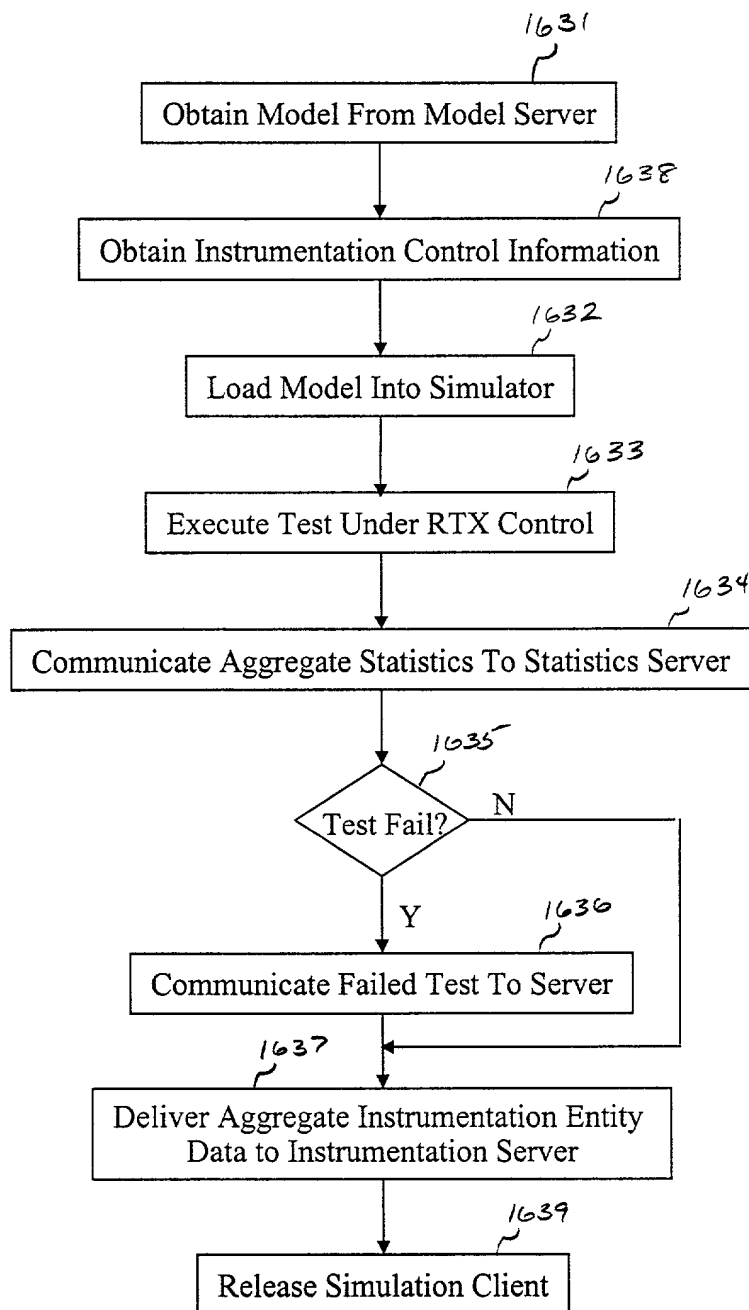 1631
Obtain Model From Model Server
1638
Obtain Instrumentation Control Information
1632
Load Model Into Simulator
1633
Execute Test Under RTX Control
1634
Communicate Aggregate Statistics To Statistics Server
1635
Test Fail?
N
Y
1636
Communicate Failed Test To Server
1637
Deliver Aggregate Instrumentation Entity
Data to Instrumentation Server
1639
Release Simulation Client